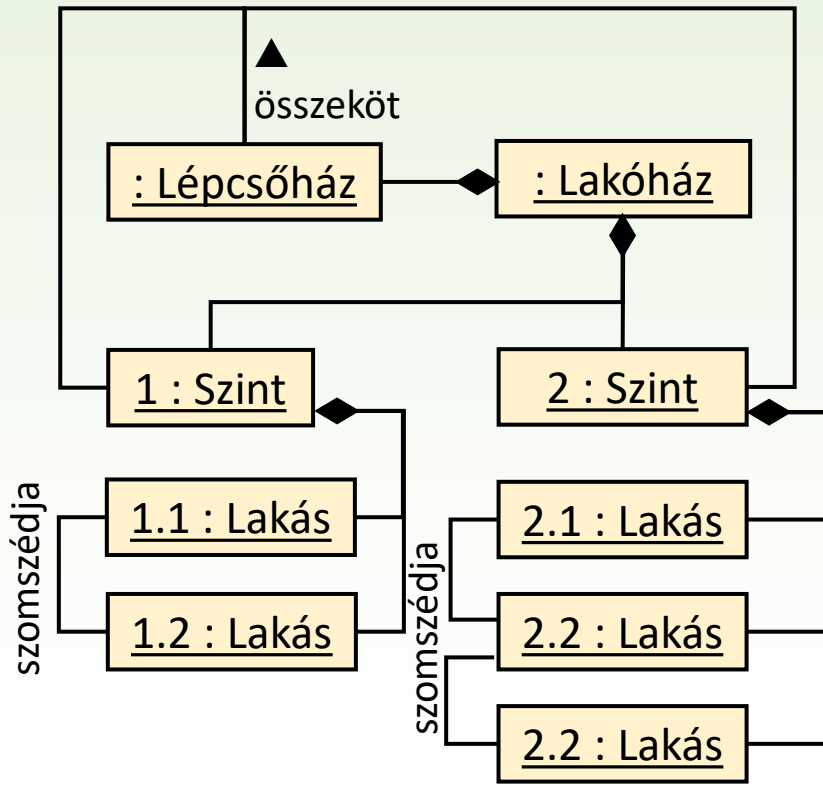 összeköt
: Lépcsőház
: Lakóház
1 : Szint
2 : Szint
szomszédja
1.1 : Lakás
1.2 : Lakás
szomszédja
2.1 : Lakás
2.2 : Lakás
2.2 : Lakás